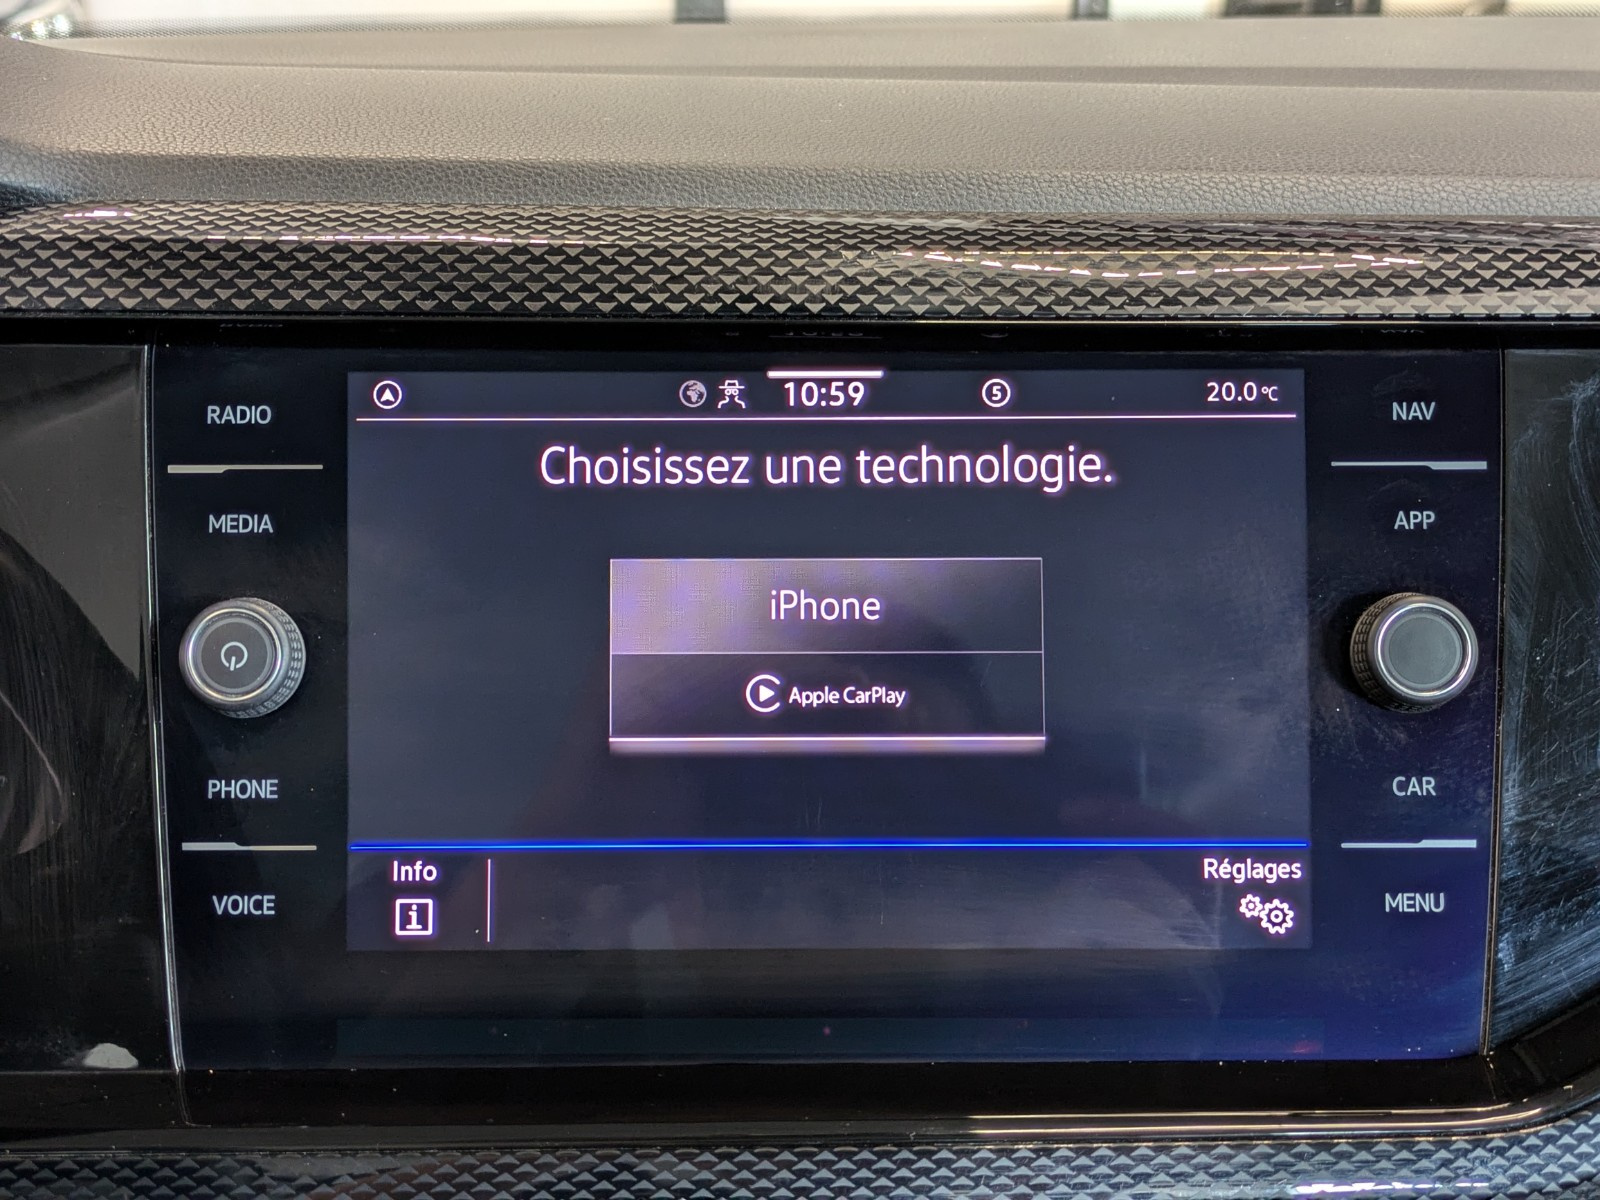 10:59
5
20.0 °C
RADIO
NAV
Choisissez une technologie.
MEDIA
APP
iPhone
Apple CarPlay
PHONE
CAR
Info
Réglages
VOICE
MENU